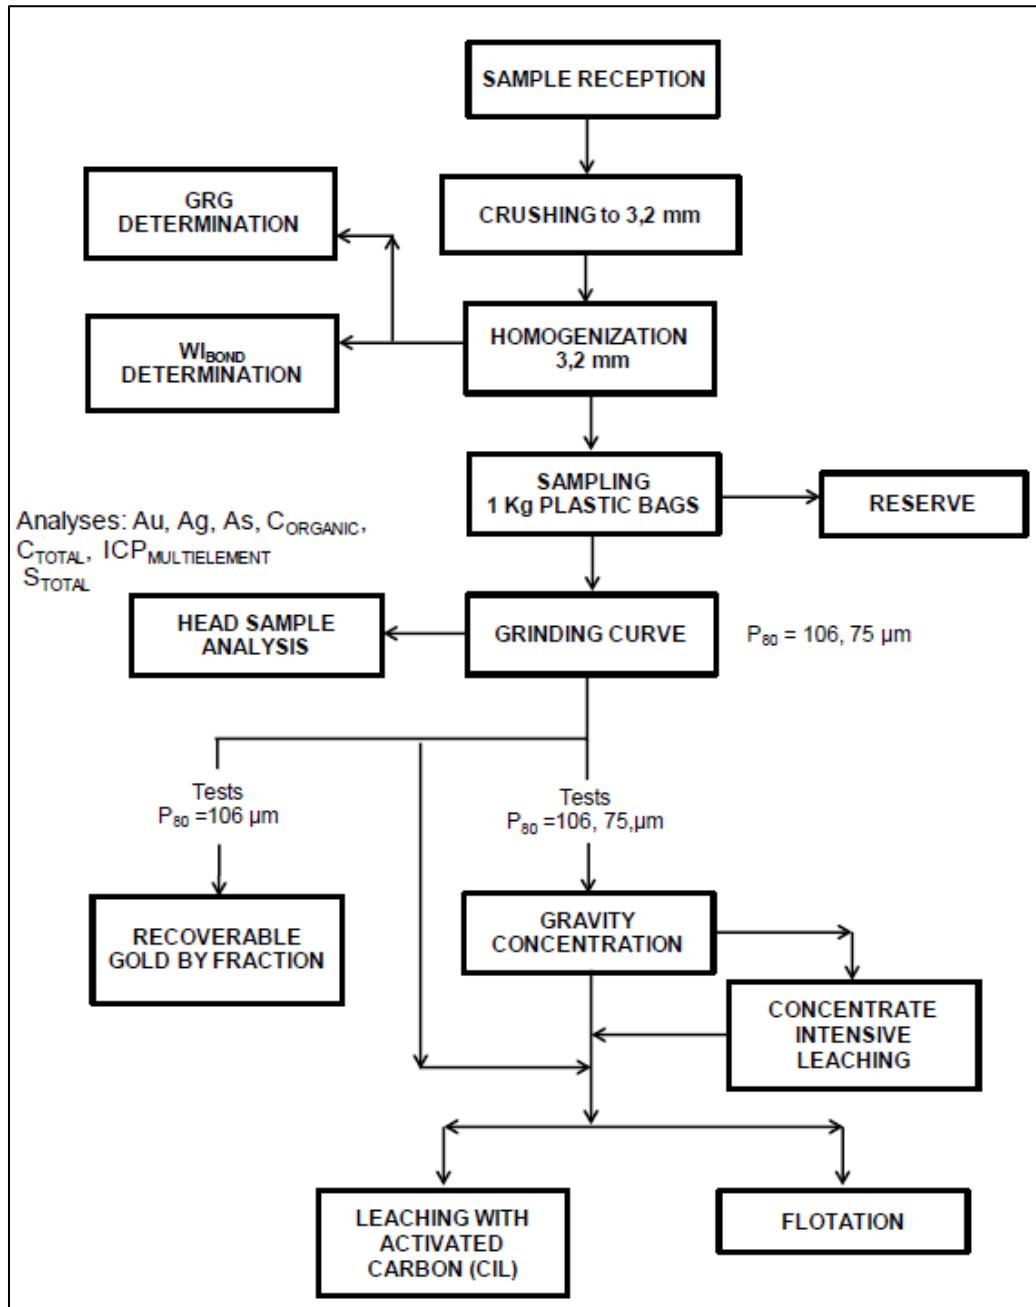 SAMPLE RECEPTION
GRG
DETERMINATION
CRUSHING to 3,2 mm
WIBOND
DETERMINATION
HOMOGENIZATION
3,2 mm
SAMPLING
1 Kg PLASTIC BAGS
RESERVE
Analyses: Au, Ag, As, CORGANIC,
CTOTAL, ICPMULTIELEMENT
STOTAL
HEAD SAMPLE
ANALYSIS
GRINDING CURVE
P80 = 106, 75 µm
Tests
P80 =106 µm
Tests
P80 =106, 75,µm
RECOVERABLE
GOLD BY FRACTION
GRAVITY
CONCENTRATION
CONCENTRATE
INTENSIVE
LEACHING
LEACHING WITH
ACTIVATED
CARBON (CIL)
FLOTATION